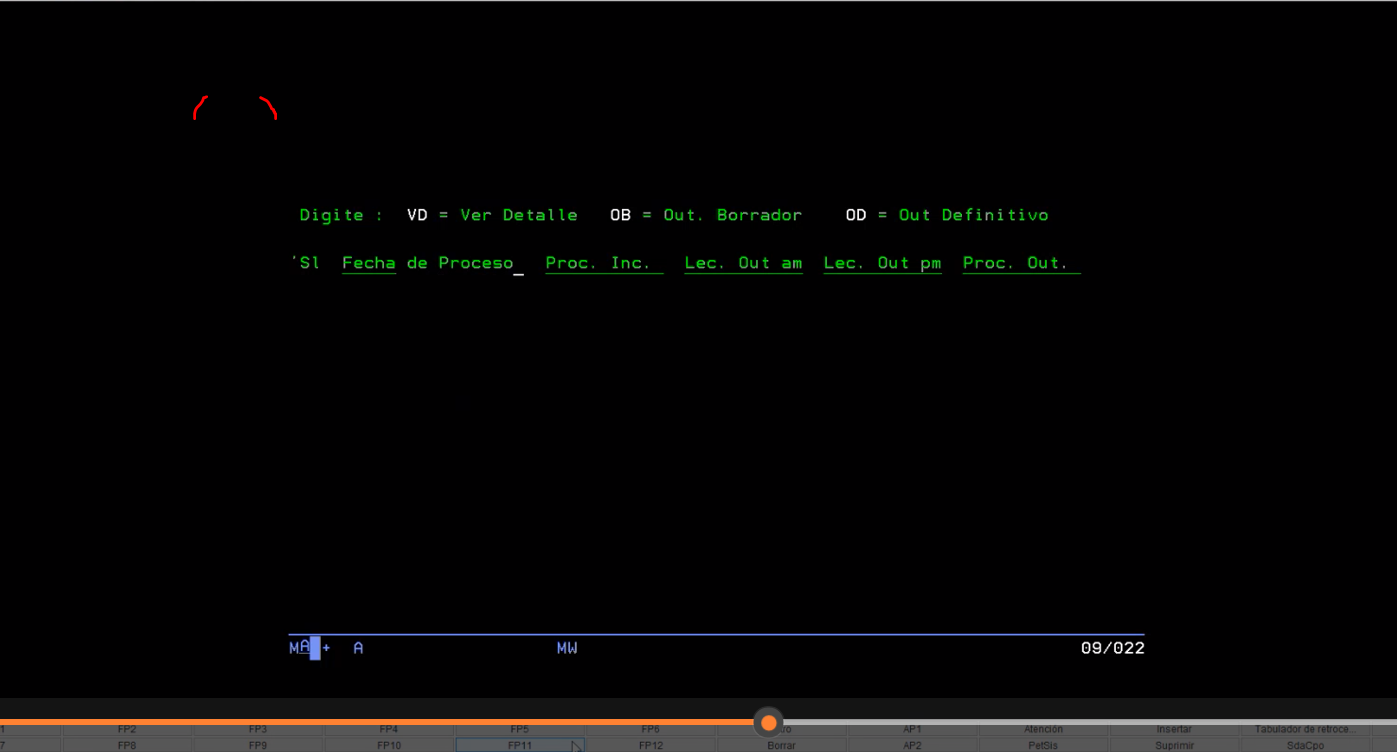 Digite : VD = Ver Detalle OB = Out. Borrador OD = Out Definitivo
'Sl Fecha de Proceso_ Proc. Inc. Lec. Out am Lec. Out pm Proc. Out.
MA + A MW 09/022
1 FP2 FP3 FP4 FP5 FP6 AP1 Atención Insertar Tabulador de retroce...
7 FP8 FP9 FP10 FP11 FP12 Borrar AP2 PetSis Suprimir SdaCpo